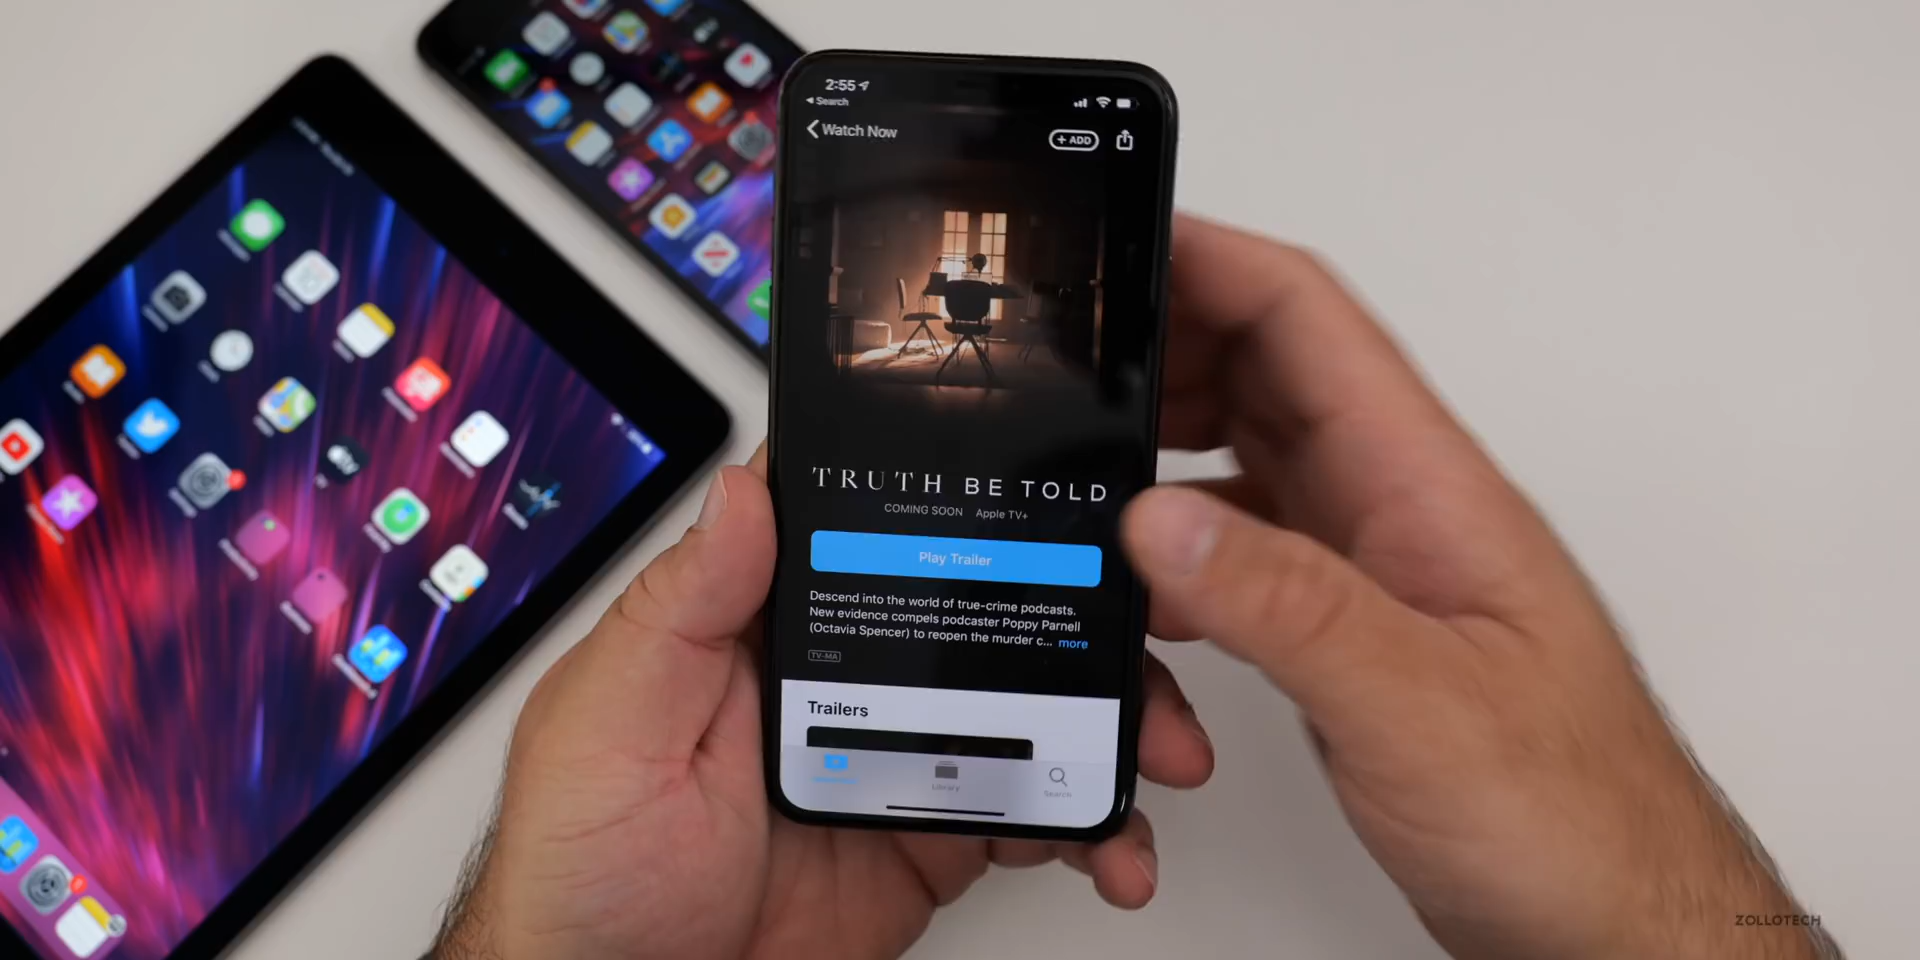 2:55
Search
Watch Now
+ ADD
TRUTH BE TOLD
COMING SOON Apple TV+
Play Trailer
Descend into the world of true-crime podcasts.
New evidence compels podcaster Poppy Parnell
(Octavia Spencer) to reopen the murder c... more
TV-MA
Trailers
Library
Search
ZOLLOTECH